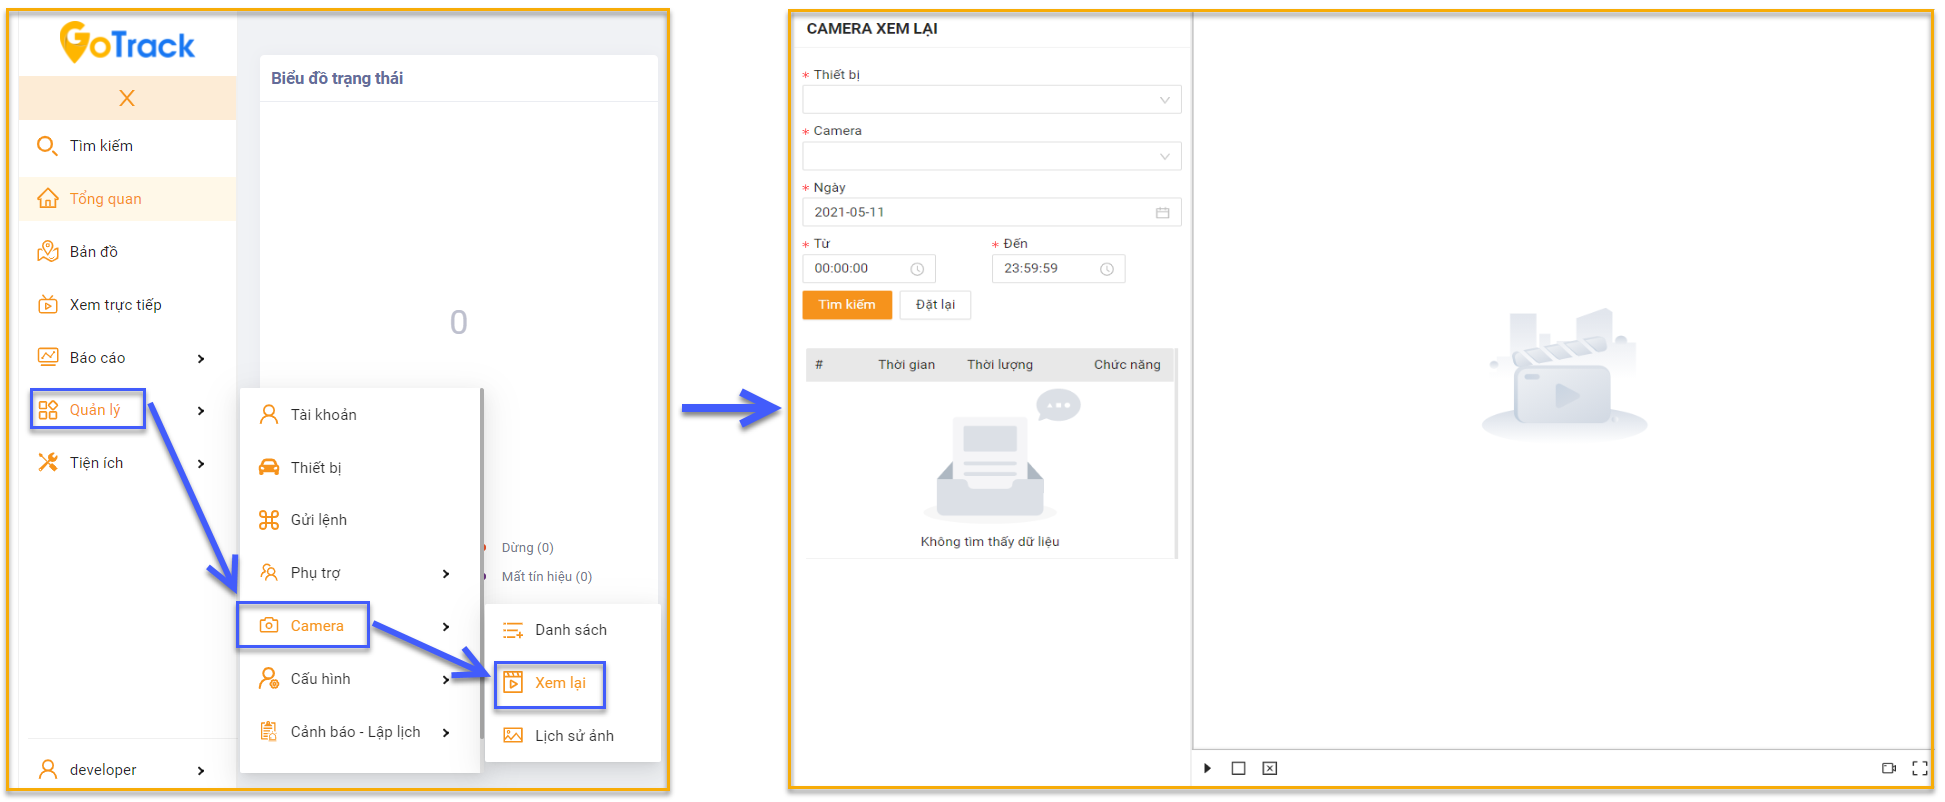 GoTrack
X
Tìm kiếm
Tổng quan
Bản đồ
Xem trực tiếp
Báo cáo
Quản lý
Tiện ích
developer
Biểu đồ trạng thái
0
Dừng (0)
Mất tín hiệu (0)
Tài khoản
Thiết bị
Gửi lệnh
Phụ trợ
Camera
Cấu hình
Cảnh báo - Lập lịch
Danh sách
Xem lại
Lịch sử ảnh
CAMERA XEM LẠI
* Thiết bị
* Camera
* Ngày
2021-05-11
* Từ * Đến
00:00:00 23:59:59
Tìm kiếm Đặt lại
# Thời gian Thời lượng Chức năng
Không tìm thấy dữ liệu